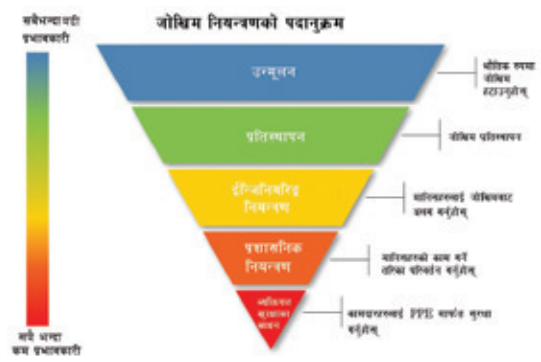 जोखिम नियन्त्रणको पदानुक्रम
सबैभन्दा बढी
प्रभावकारी
उन्मूलन
भौतिक रुपमा
जोखिम
हटाउनुहोस्
प्रतिस्थापन
जोखिम प्रतिस्थापन
ईन्जिनियरिङ्ग
नियन्त्रण
मानिसहरुलाई जोखिमबाट
अलग गर्नुहोस्
प्रशासनिक
नियन्त्रण
मानिसहरुको काम गर्ने
तरिका परिवर्तन गर्नुहोस्
व्यक्तिगत
सुरक्षाका
साधन
कामदारहरुलाई PPE मार्फत सुरक्षा
गर्नुहोस्
सबै भन्दा
कम प्रभावकारी